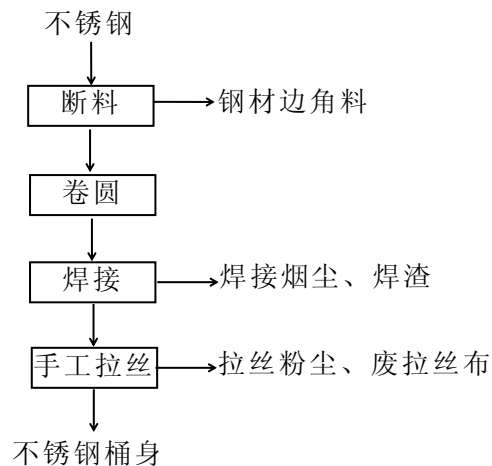 不锈钢
断料
钢材边角料
卷圆
焊接
焊接烟尘、焊渣
手工拉丝
拉丝粉尘、废拉丝布
不锈钢桶身